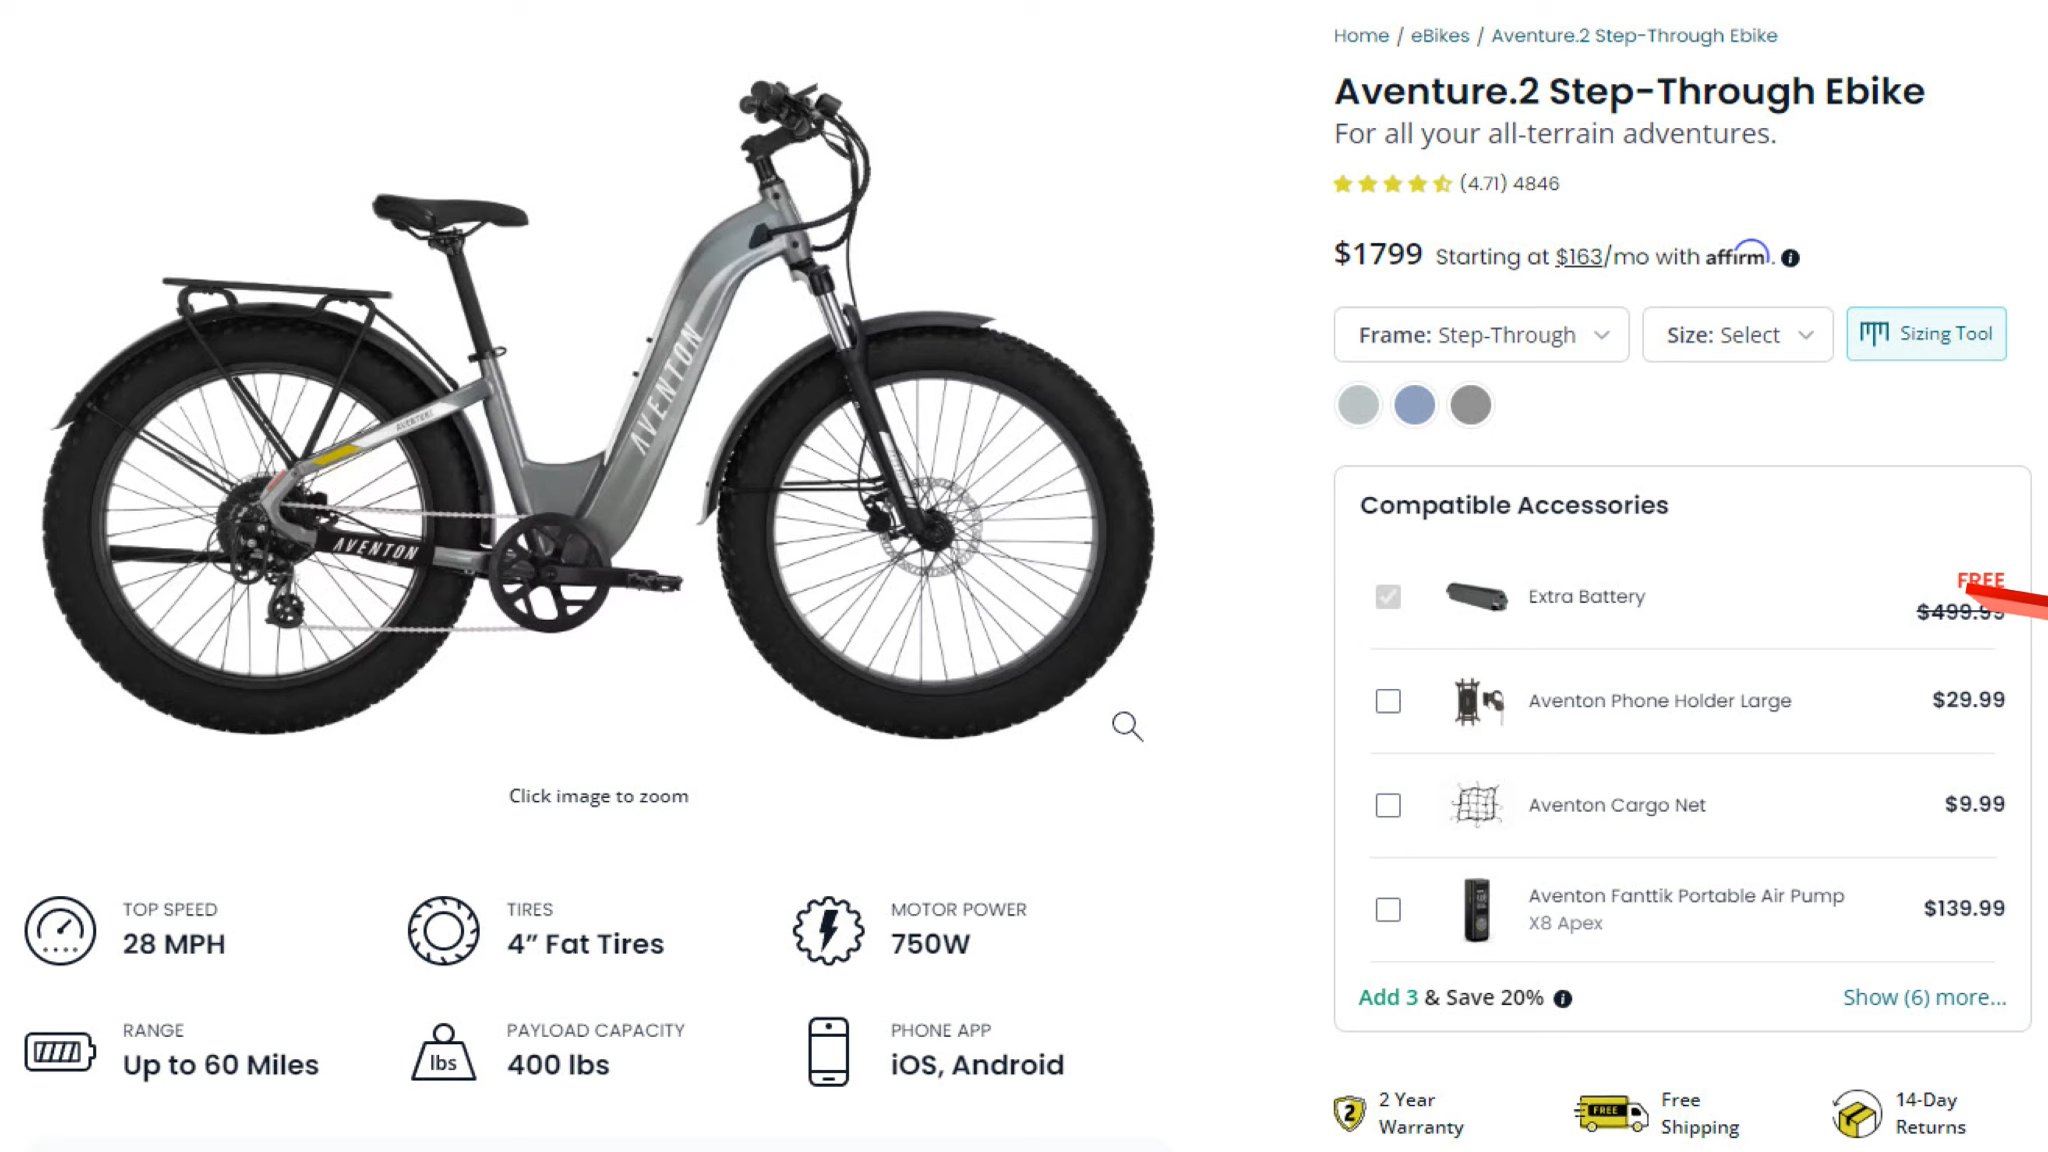 Home / eBikes / Aventure.2 Step-Through Ebike
Aventure.2 Step-Through Ebike
For all your all-terrain adventures.
(4.71) 4846
$1799 Starting at $163/mo with affirm.
Frame: Step-Through
Size: Select
Sizing Tool
Compatible Accessories
Extra Battery
FREE
$499.99
Aventon Phone Holder Large
$29.99
Aventon Cargo Net
$9.99
Aventon Fanttik Portable Air Pump
X8 Apex
$139.99
Add 3 & Save 20%
Show (6) more...
2 Year
Warranty
FREE
Free
Shipping
14-Day
Returns
AVENTON
AVENTURE
AVENTON
Click image to zoom
TOP SPEED
28 MPH
TIRES
4” Fat Tires
MOTOR POWER
750W
RANGE
Up to 60 Miles
lbs
PAYLOAD CAPACITY
400 lbs
PHONE APP
iOS, Android